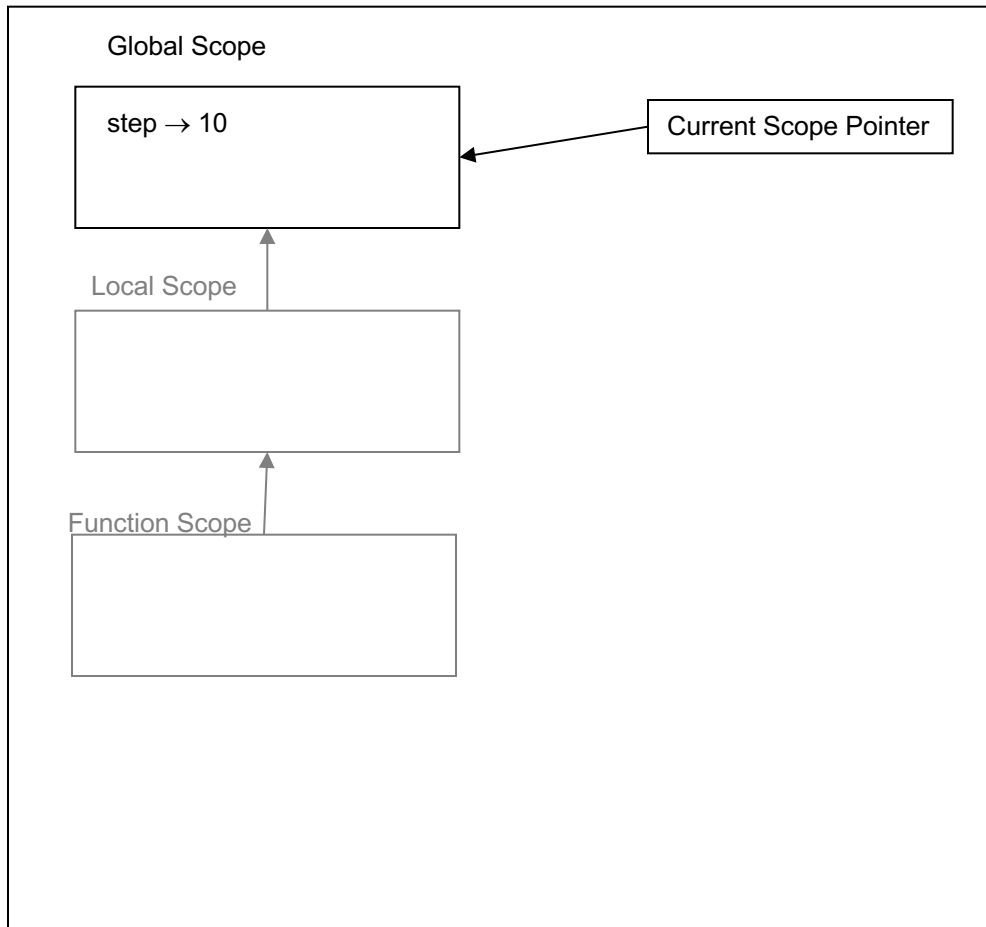 Global Scope
step → 10
Current Scope Pointer
Local Scope
Function Scope